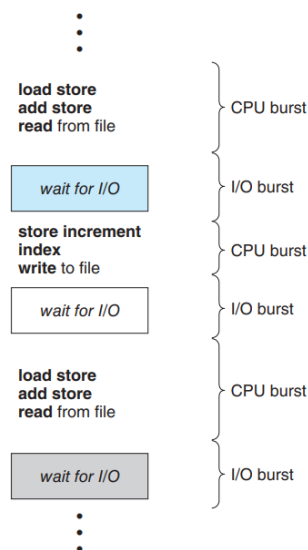 load store
add store
read from file
CPU burst
wait for I/O
I/O burst
store increment
index
write to file
CPU burst
wait for I/O
I/O burst
load store
add store
read from file
CPU burst
wait for I/O
I/O burst